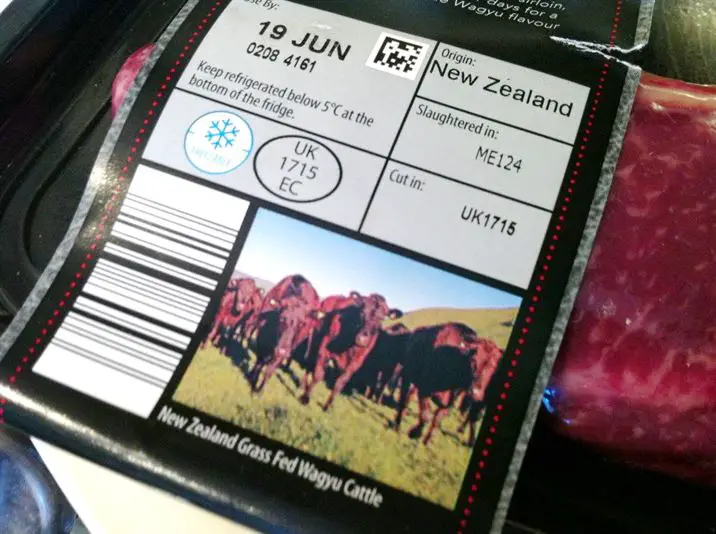 days for a
Wagyu flavour
By:
19 JUN
0208 4161
Keep refrigerated below 5°C at the
bottom of the fridge.
UK
1715
EC
Origin:
New Zealand
Slaughtered in:
ME124
Cut in:
UK1715
New Zealand Grass Fed Wagyu Cattle